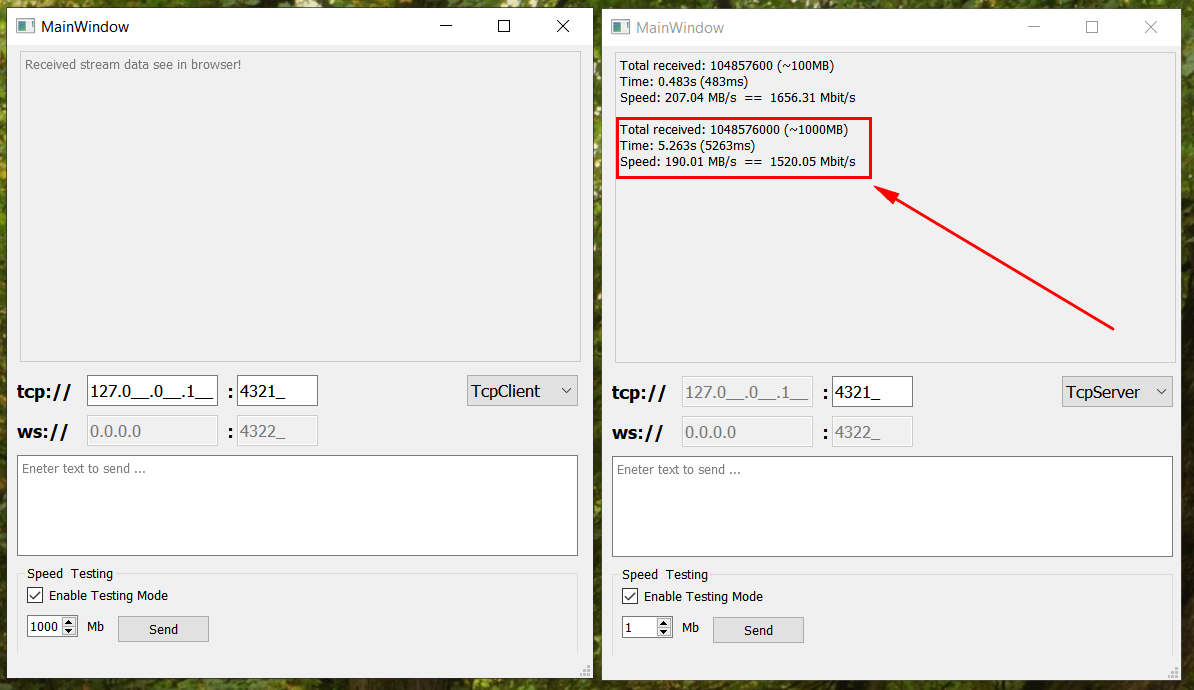 MainWindow
Received stream data see in browser!
tcp:// 127.0__.0__.1__ : 4321_ TcpClient
ws:// 0.0.0.0 : 4322_
Eneter text to send ...
Speed Testing
Enable Testing Mode
1000 Mb Send
MainWindow
Total received: 104857600 (~100MB)
Time: 0.483s (483ms)
Speed: 207.04 MB/s == 1656.31 Mbit/s
Total received: 1048576000 (~1000MB)
Time: 5.263s (5263ms)
Speed: 190.01 MB/s == 1520.05 Mbit/s
tcp:// 127.0__.0__.1__ : 4321_ TcpServer
ws:// 0.0.0.0 : 4322_
Eneter text to send ...
Speed Testing
Enable Testing Mode
1 Mb Send